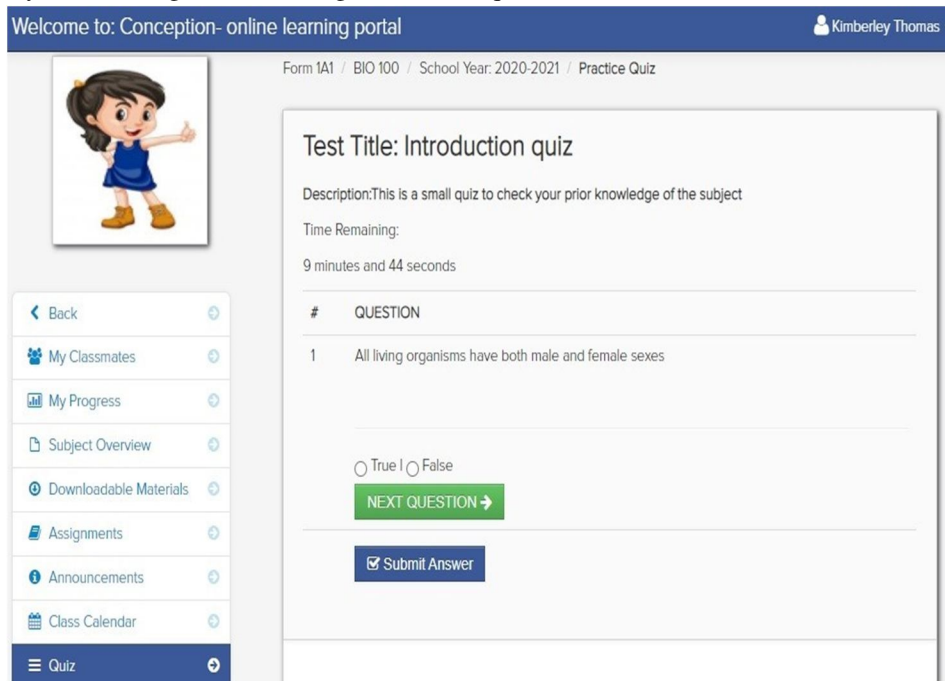 Welcome to: Conception- online learning portal
Kimberley Thomas
Form 1A1 / BIO 100 / School Year: 2020-2021 / Practice Quiz
Test Title: Introduction quiz
Description:This is a small quiz to check your prior knowledge of the subject
Time Remaining:
9 minutes and 44 seconds
# QUESTION
1 All living organisms have both male and female sexes
True | False
NEXT QUESTION
Submit Answer
Back
My Classmates
My Progress
Subject Overview
Downloadable Materials
Assignments
Announcements
Class Calendar
Quiz